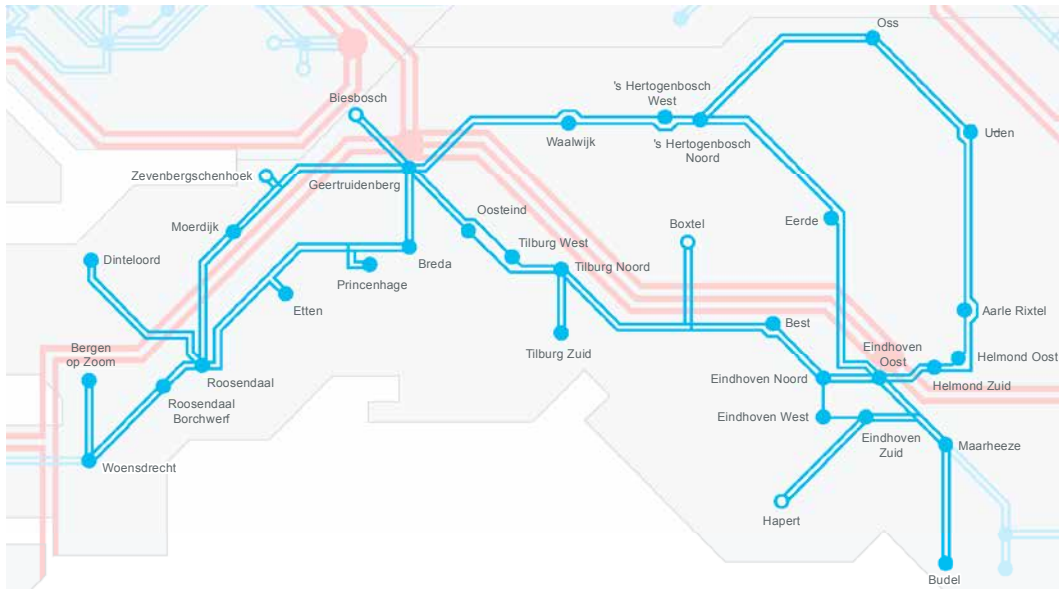 Oss
's Hertogenbosch
West
Biesbosch
Uden
Waalwijk
's Hertogenbosch
Noord
Zevenbergschenhoek
Geertruidenberg
Oosteind
Moerdijk
Eerde
Boxtel
Tilburg West
Dinteloord
Breda
Tilburg Noord
Princenhage
Etten
Aarle Rixtel
Best
Bergen
op Zoom
Eindhoven
Oost
Tilburg Zuid
Helmond Oost
Roosendaal
Eindhoven Noord
Helmond Zuid
Roosendaal
Borchwerf
Eindhoven West
Eindhoven
Zuid
Maarheeze
Woensdrecht
Hapert
Budel